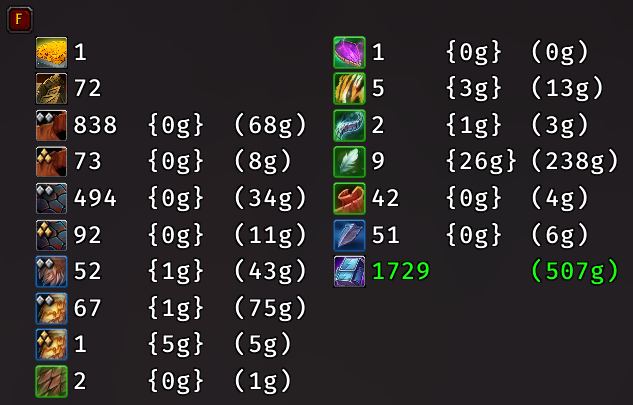 F
1
72
838 {0g} (68g)
73 {0g} (8g)
494 {0g} (34g)
92 {0g} (11g)
52 {1g} (43g)
67 {1g} (75g)
1 {5g} (5g)
2 {0g} (1g)
1 {0g} (0g)
5 {3g} (13g)
2 {1g} (3g)
9 {26g} (238g)
42 {0g} (4g)
51 {0g} (6g)
1729 (507g)